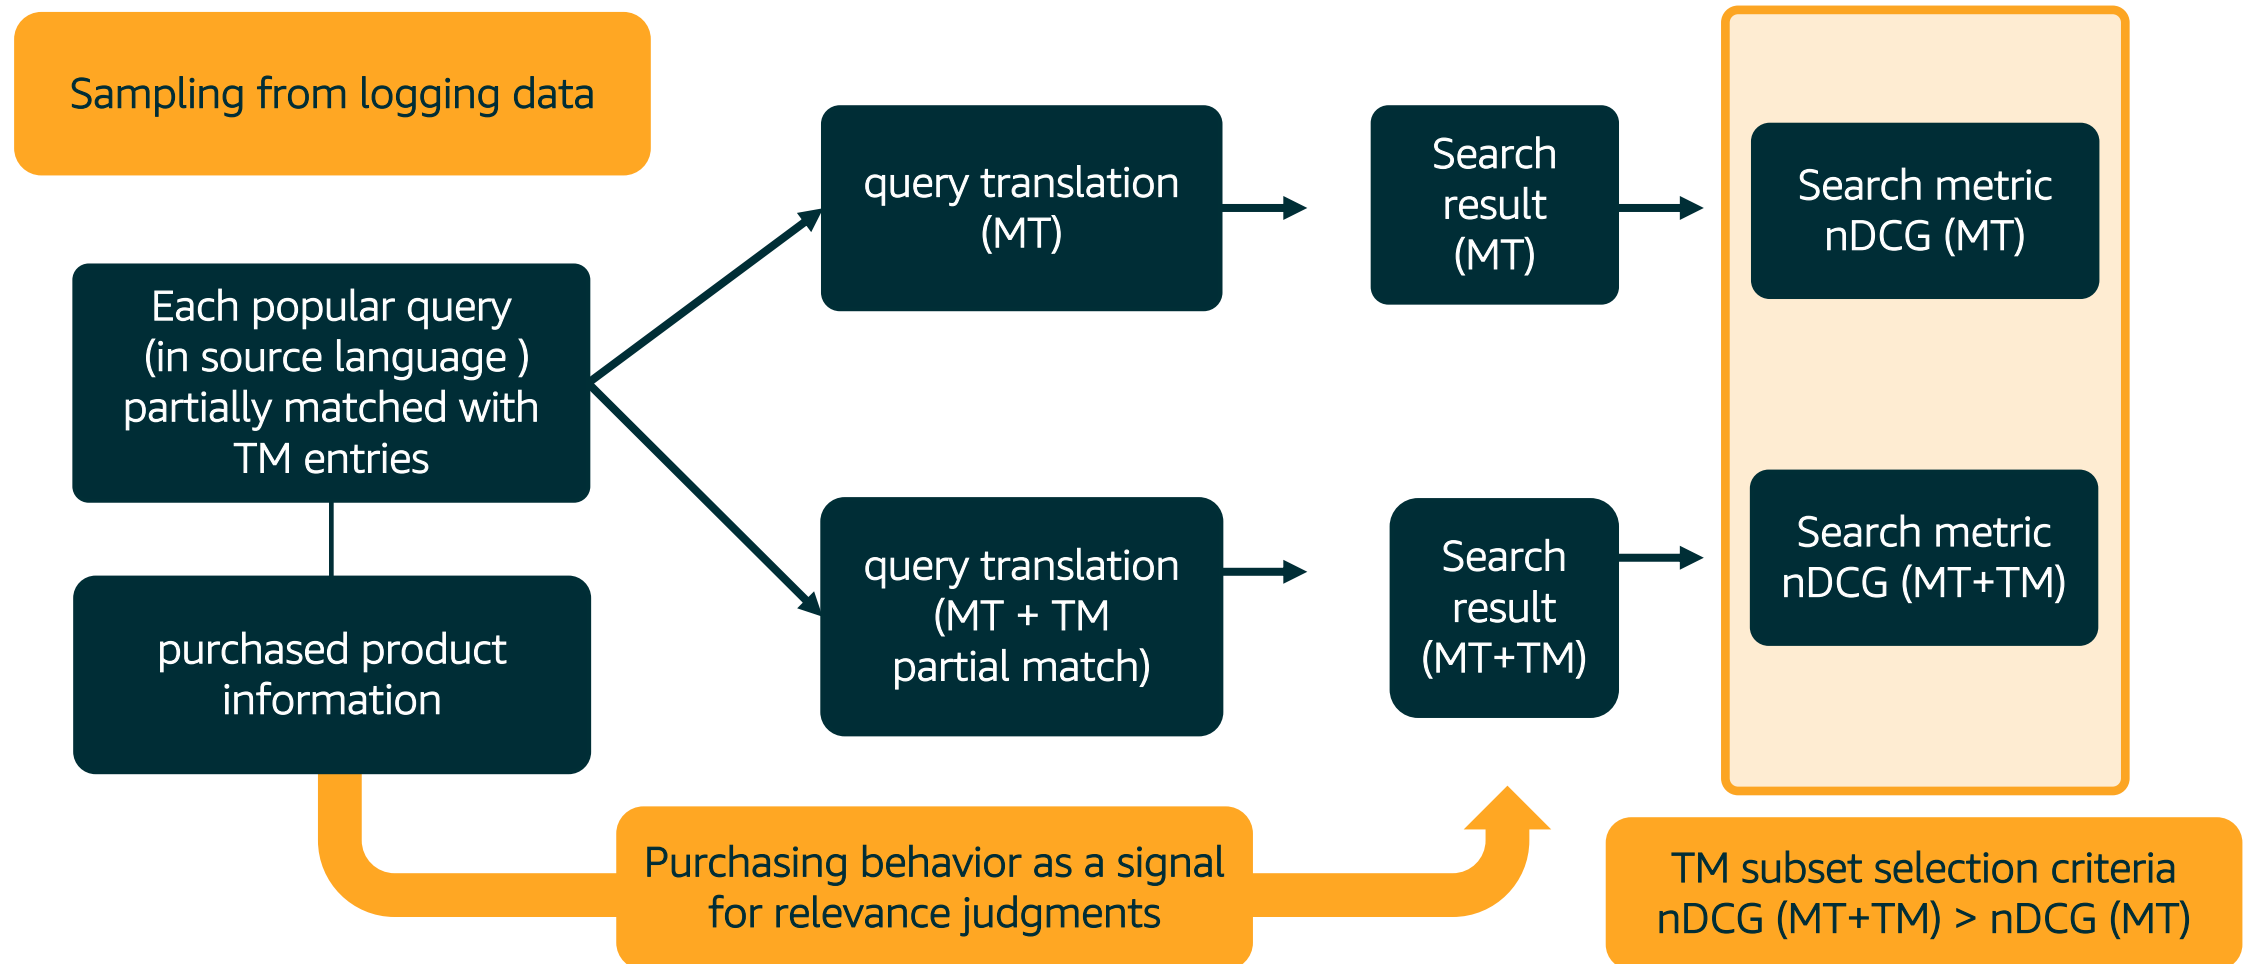 Sampling from logging data
Each popular query
(in source language )
partially matched with
TM entries
purchased product
information
query translation
(MT)
Search
result
(MT)
Search metric
nDCG (MT)
query translation
(MT + TM
partial match)
Search
result
(MT+TM)
Search metric
nDCG (MT+TM)
Purchasing behavior as a signal
for relevance judgments
TM subset selection criteria
nDCG (MT+TM) > nDCG (MT)